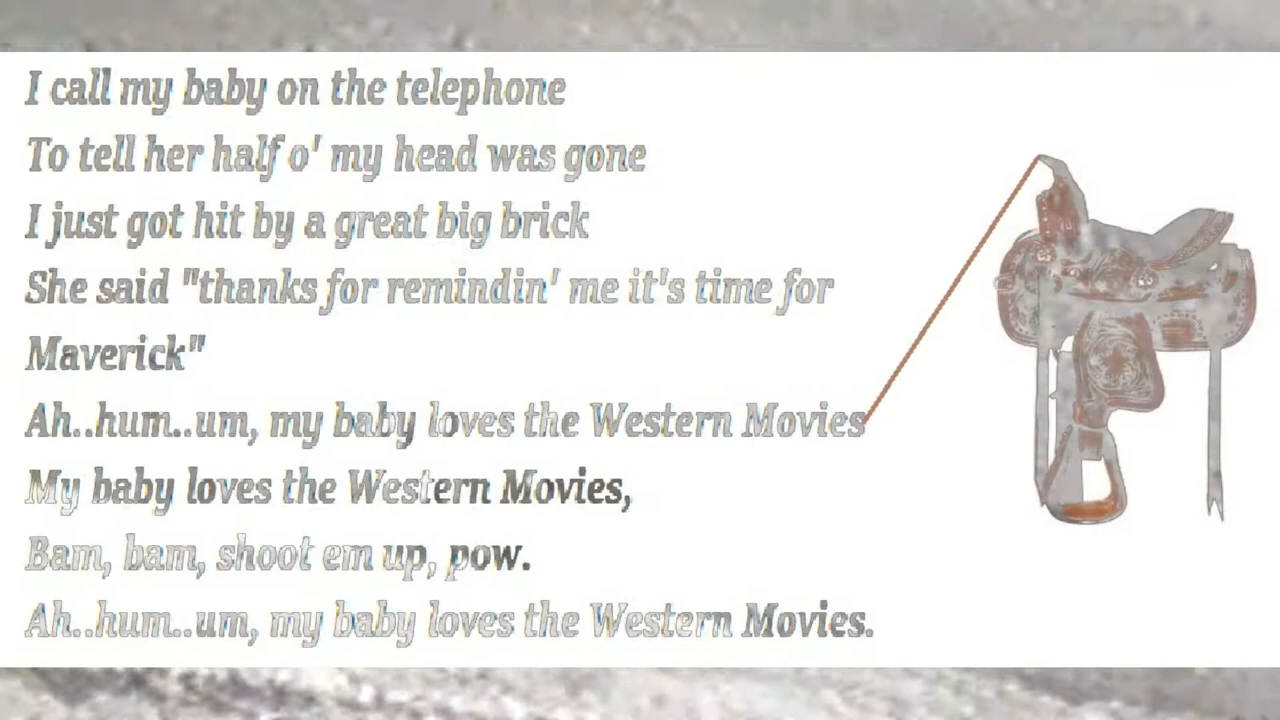 I call my baby on the telephone
To tell her half o' my head was gone
I just got hit by a great big brick
She said "thanks for remindin' me it's time for
Maverick"
Ah..hum..um, my baby loves the Western Movies
My baby loves the Western Movies,
Bam, bam, shoot em up, pow.
Ah..hum..um, my baby loves the Western Movies.